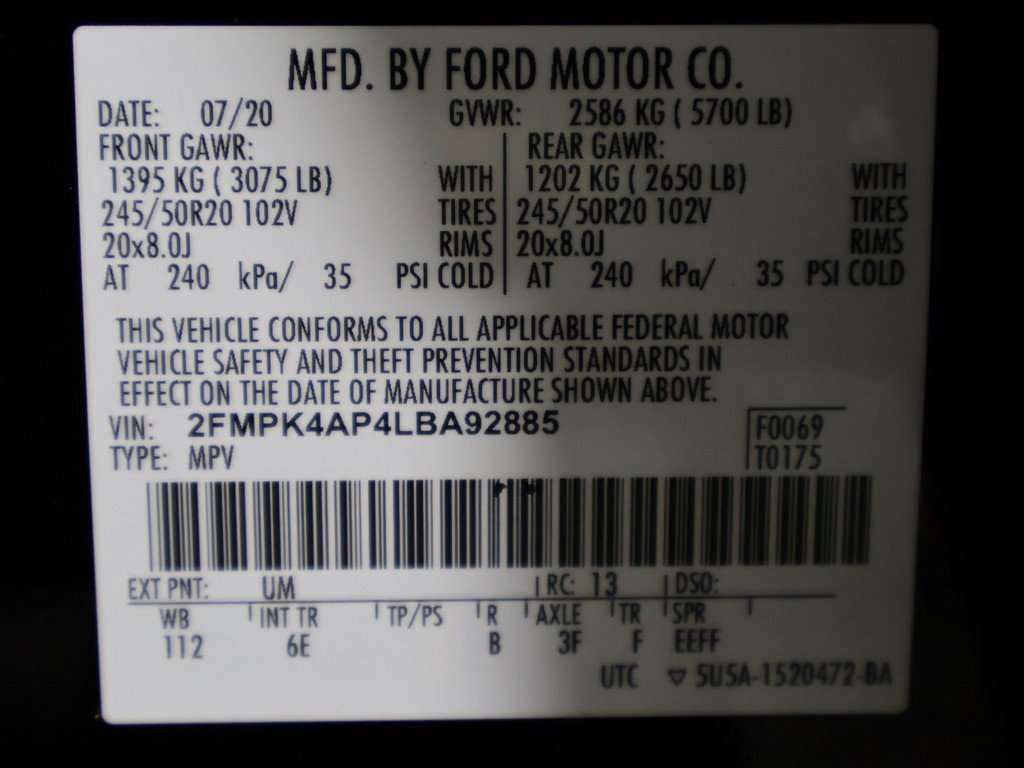 MFD. BY FORD MOTOR CO.
DATE: 07/20 GVWR: 2586 KG ( 5700 LB)
FRONT GAWR: REAR GAWR:
1395 KG ( 3075 LB) WITH 1202 KG ( 2650 LB) WITH
245/50R20 102V TIRES 245/50R20 102V TIRES
20x8.0J RIMS 20x8.0J RIMS
AT 240 kPa/ 35 PSI COLD AT 240 kPa/ 35 PSI COLD
THIS VEHICLE CONFORMS TO ALL APPLICABLE FEDERAL MOTOR
VEHICLE SAFETY AND THEFT PREVENTION STANDARDS IN
EFFECT ON THE DATE OF MANUFACTURE SHOWN ABOVE.
VIN: 2FMPK4AP4LBA92885 F0069
TYPE: MPV T0175
EXT PNT: UM RC: 13 DSO:
WB INT TR TP/PS R AXLE TR SPR
112 6E B 3F F EEFF
UTC ▽ 5U5A-1520472-BA